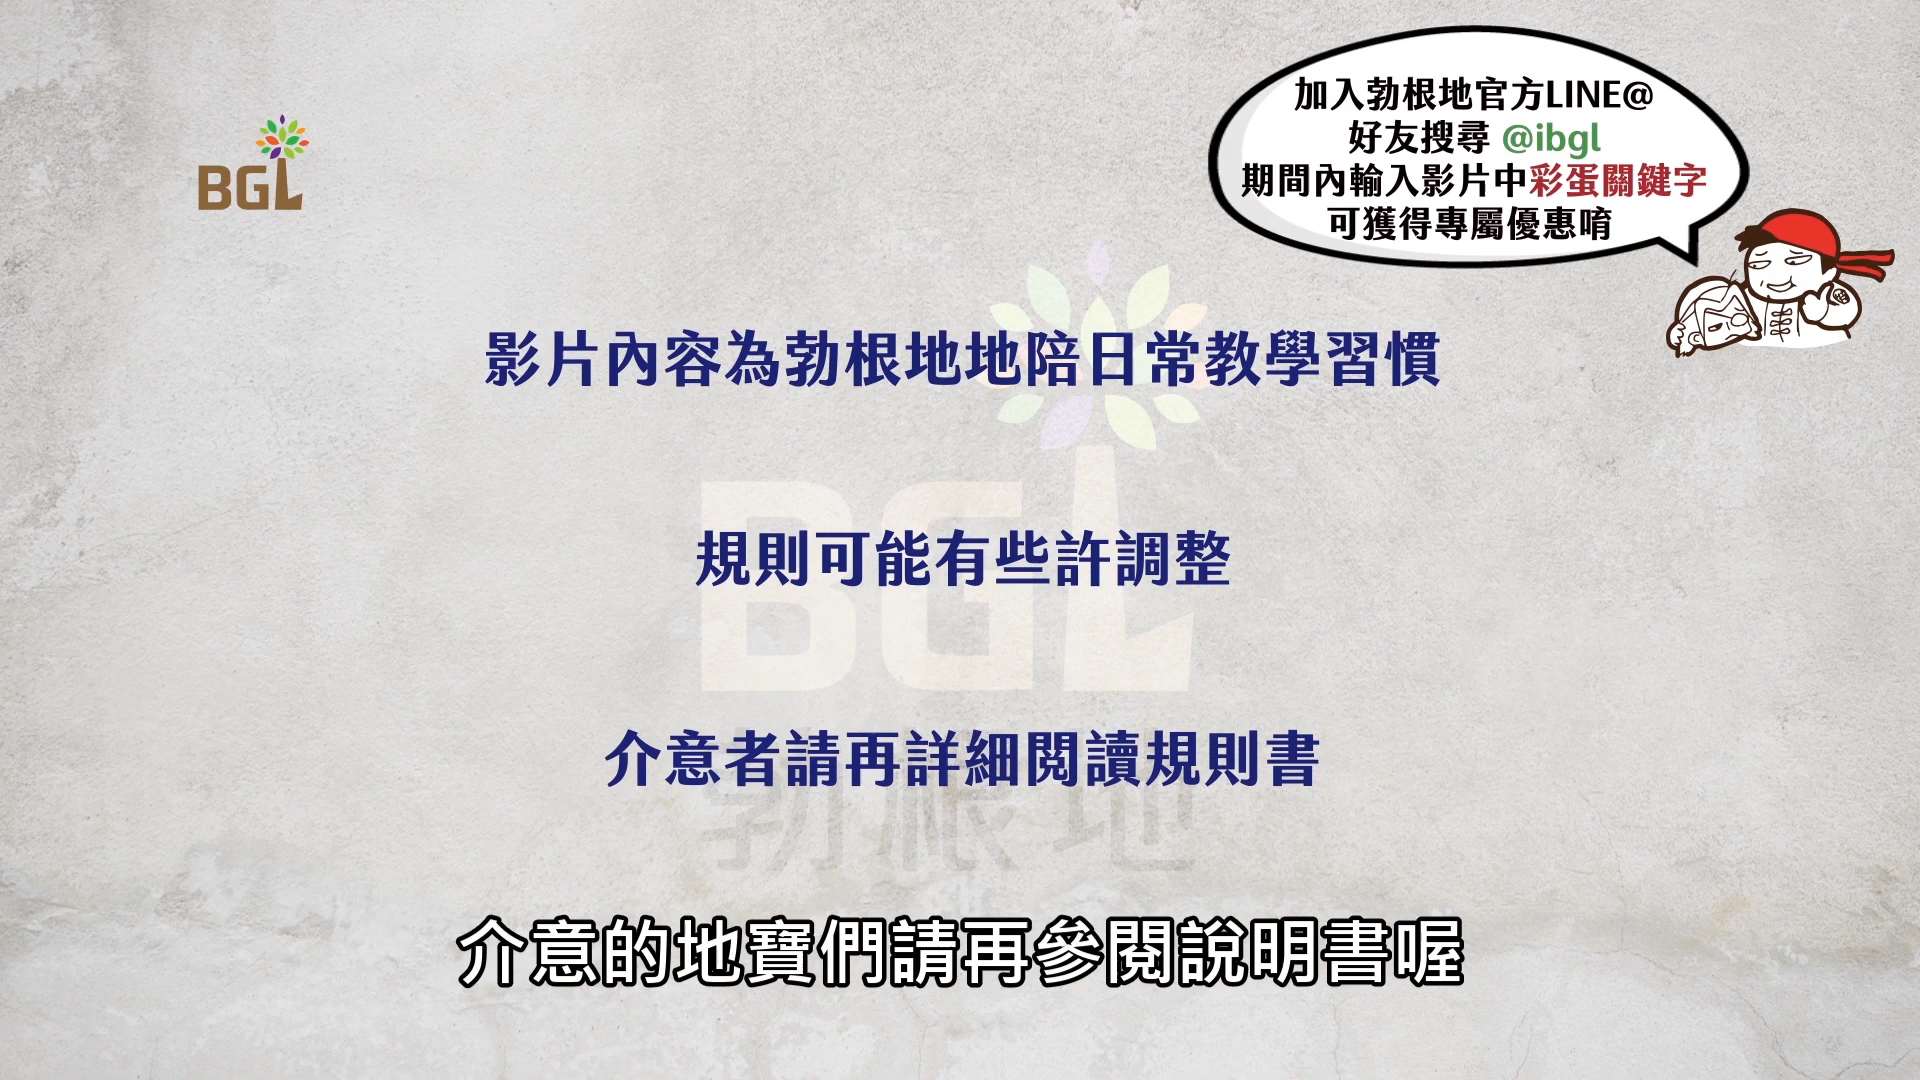 加入勃根地官方LINE@
好友搜尋 @ibgl
期間內輸入影片中彩蛋關鍵字
可獲得專屬優惠唷
BGL
影片內容為勃根地地陪日常教學習慣
規則可能有些許調整
介意者請再詳細閱讀規則書
BGL
勃根地
介意的地寶們請再參閱說明書喔